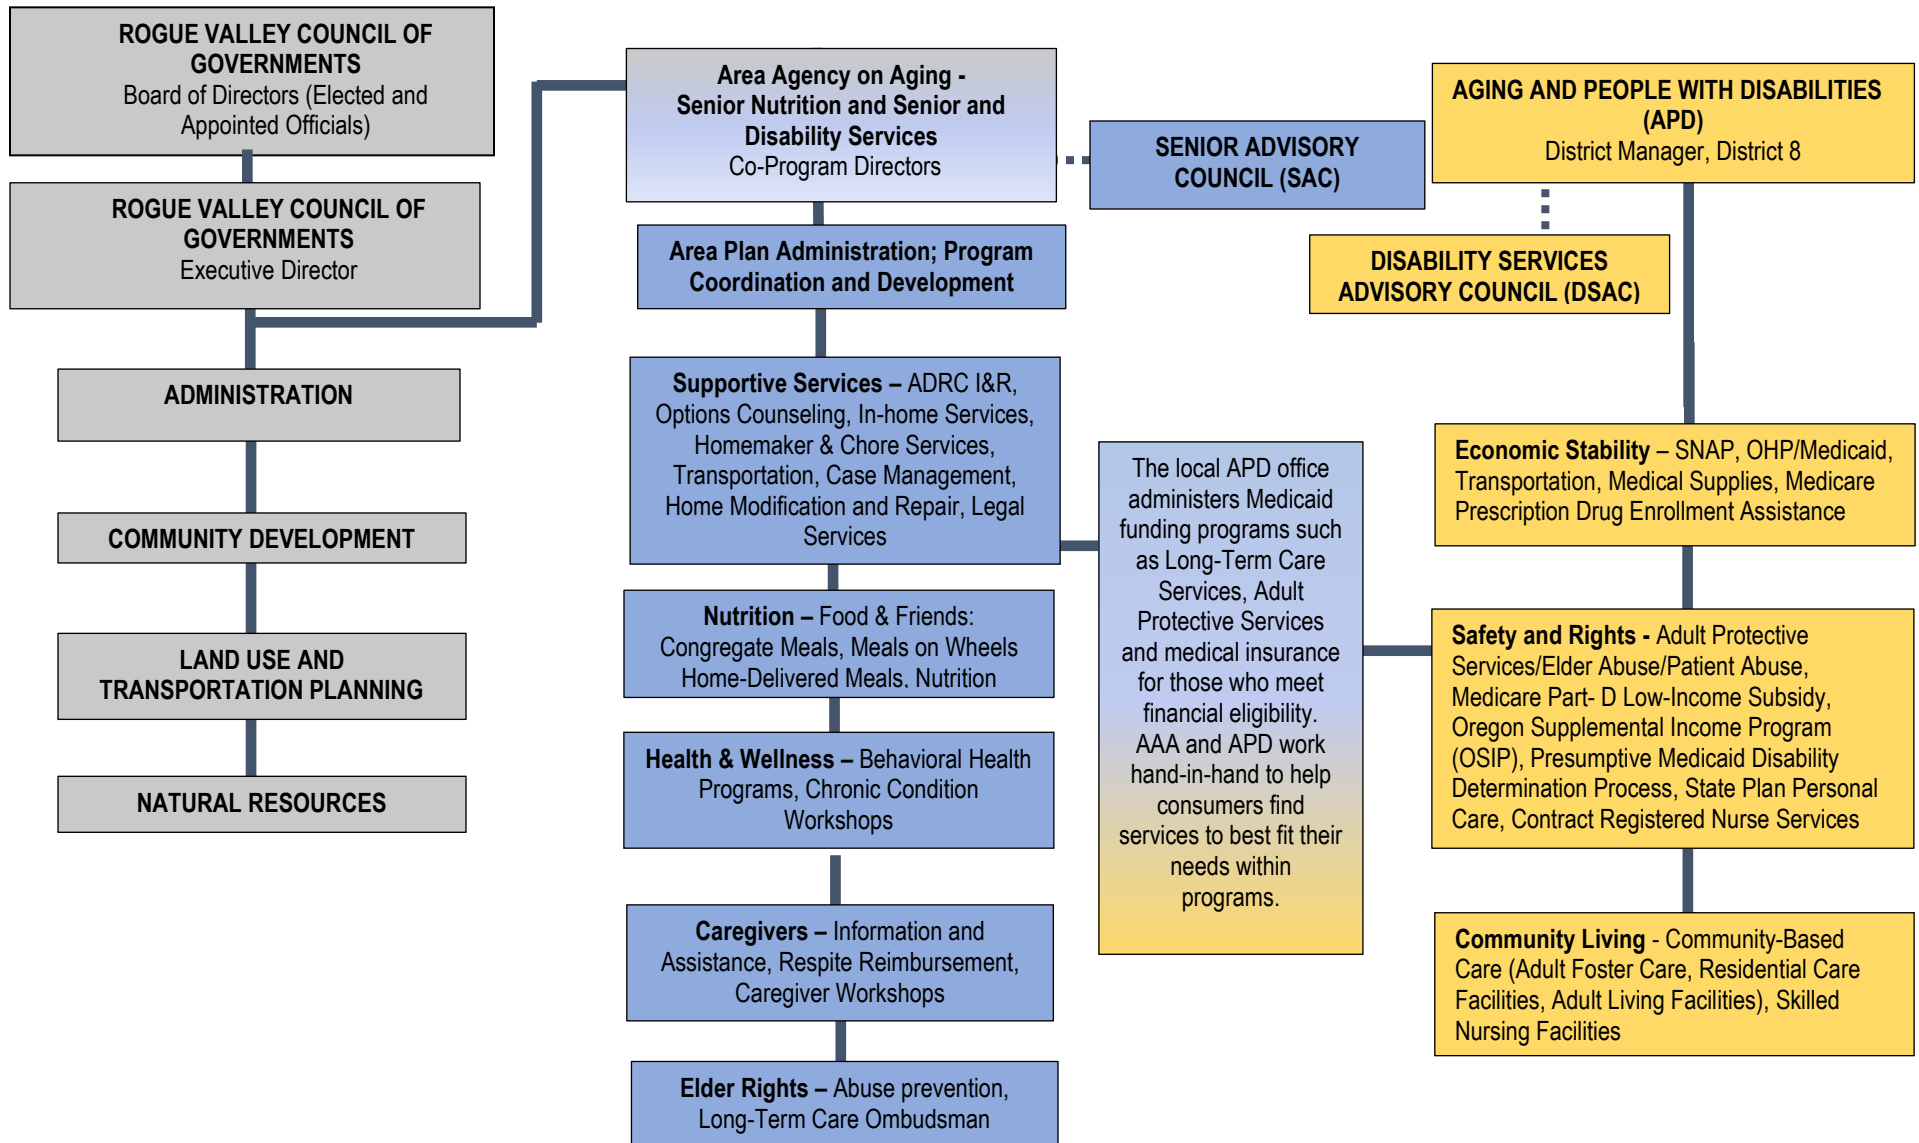 ROGUE VALLEY COUNCIL OF
GOVERNMENTS
Board of Directors (Elected and
Appointed Officials)
ROGUE VALLEY COUNCIL OF
GOVERNMENTS
Executive Director
ADMINISTRATION
COMMUNITY DEVELOPMENT
LAND USE AND
TRANSPORTATION PLANNING
NATURAL RESOURCES
Area Agency on Aging -
Senior Nutrition and Senior and
Disability Services
Co-Program Directors
SENIOR ADVISORY
COUNCIL (SAC)
Area Plan Administration; Program
Coordination and Development
Supportive Services – ADRC I&R,
Options Counseling, In-home Services,
Homemaker & Chore Services,
Transportation, Case Management,
Home Modification and Repair, Legal
Services
Nutrition – Food & Friends:
Congregate Meals, Meals on Wheels
Home-Delivered Meals, Nutrition
Health & Wellness – Behavioral Health
Programs, Chronic Condition
Workshops
Caregivers – Information and
Assistance, Respite Reimbursement,
Caregiver Workshops
Elder Rights – Abuse prevention,
Long-Term Care Ombudsman
The local APD office
administers Medicaid
funding programs such
as Long-Term Care
Services, Adult
Protective Services
and medical insurance
for those who meet
financial eligibility.
AAA and APD work
hand-in-hand to help
consumers find
services to best fit their
needs within
programs.
AGING AND PEOPLE WITH DISABILITIES
(APD)
District Manager, District 8
DISABILITY SERVICES
ADVISORY COUNCIL (DSAC)
Economic Stability – SNAP, OHP/Medicaid,
Transportation, Medical Supplies, Medicare
Prescription Drug Enrollment Assistance
Safety and Rights - Adult Protective
Services/Elder Abuse/Patient Abuse,
Medicare Part- D Low-Income Subsidy,
Oregon Supplemental Income Program
(OSIP), Presumptive Medicaid Disability
Determination Process, State Plan Personal
Care, Contract Registered Nurse Services
Community Living - Community-Based
Care (Adult Foster Care, Residential Care
Facilities, Adult Living Facilities), Skilled
Nursing Facilities